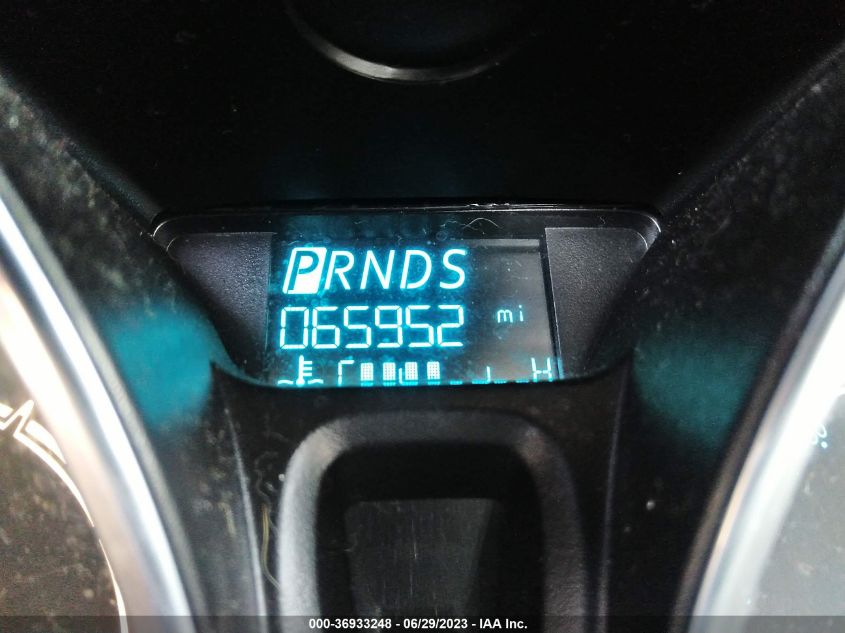 PRNDS
065952 mi
H
000-36933248 - 06/29/2023 - IAA Inc.